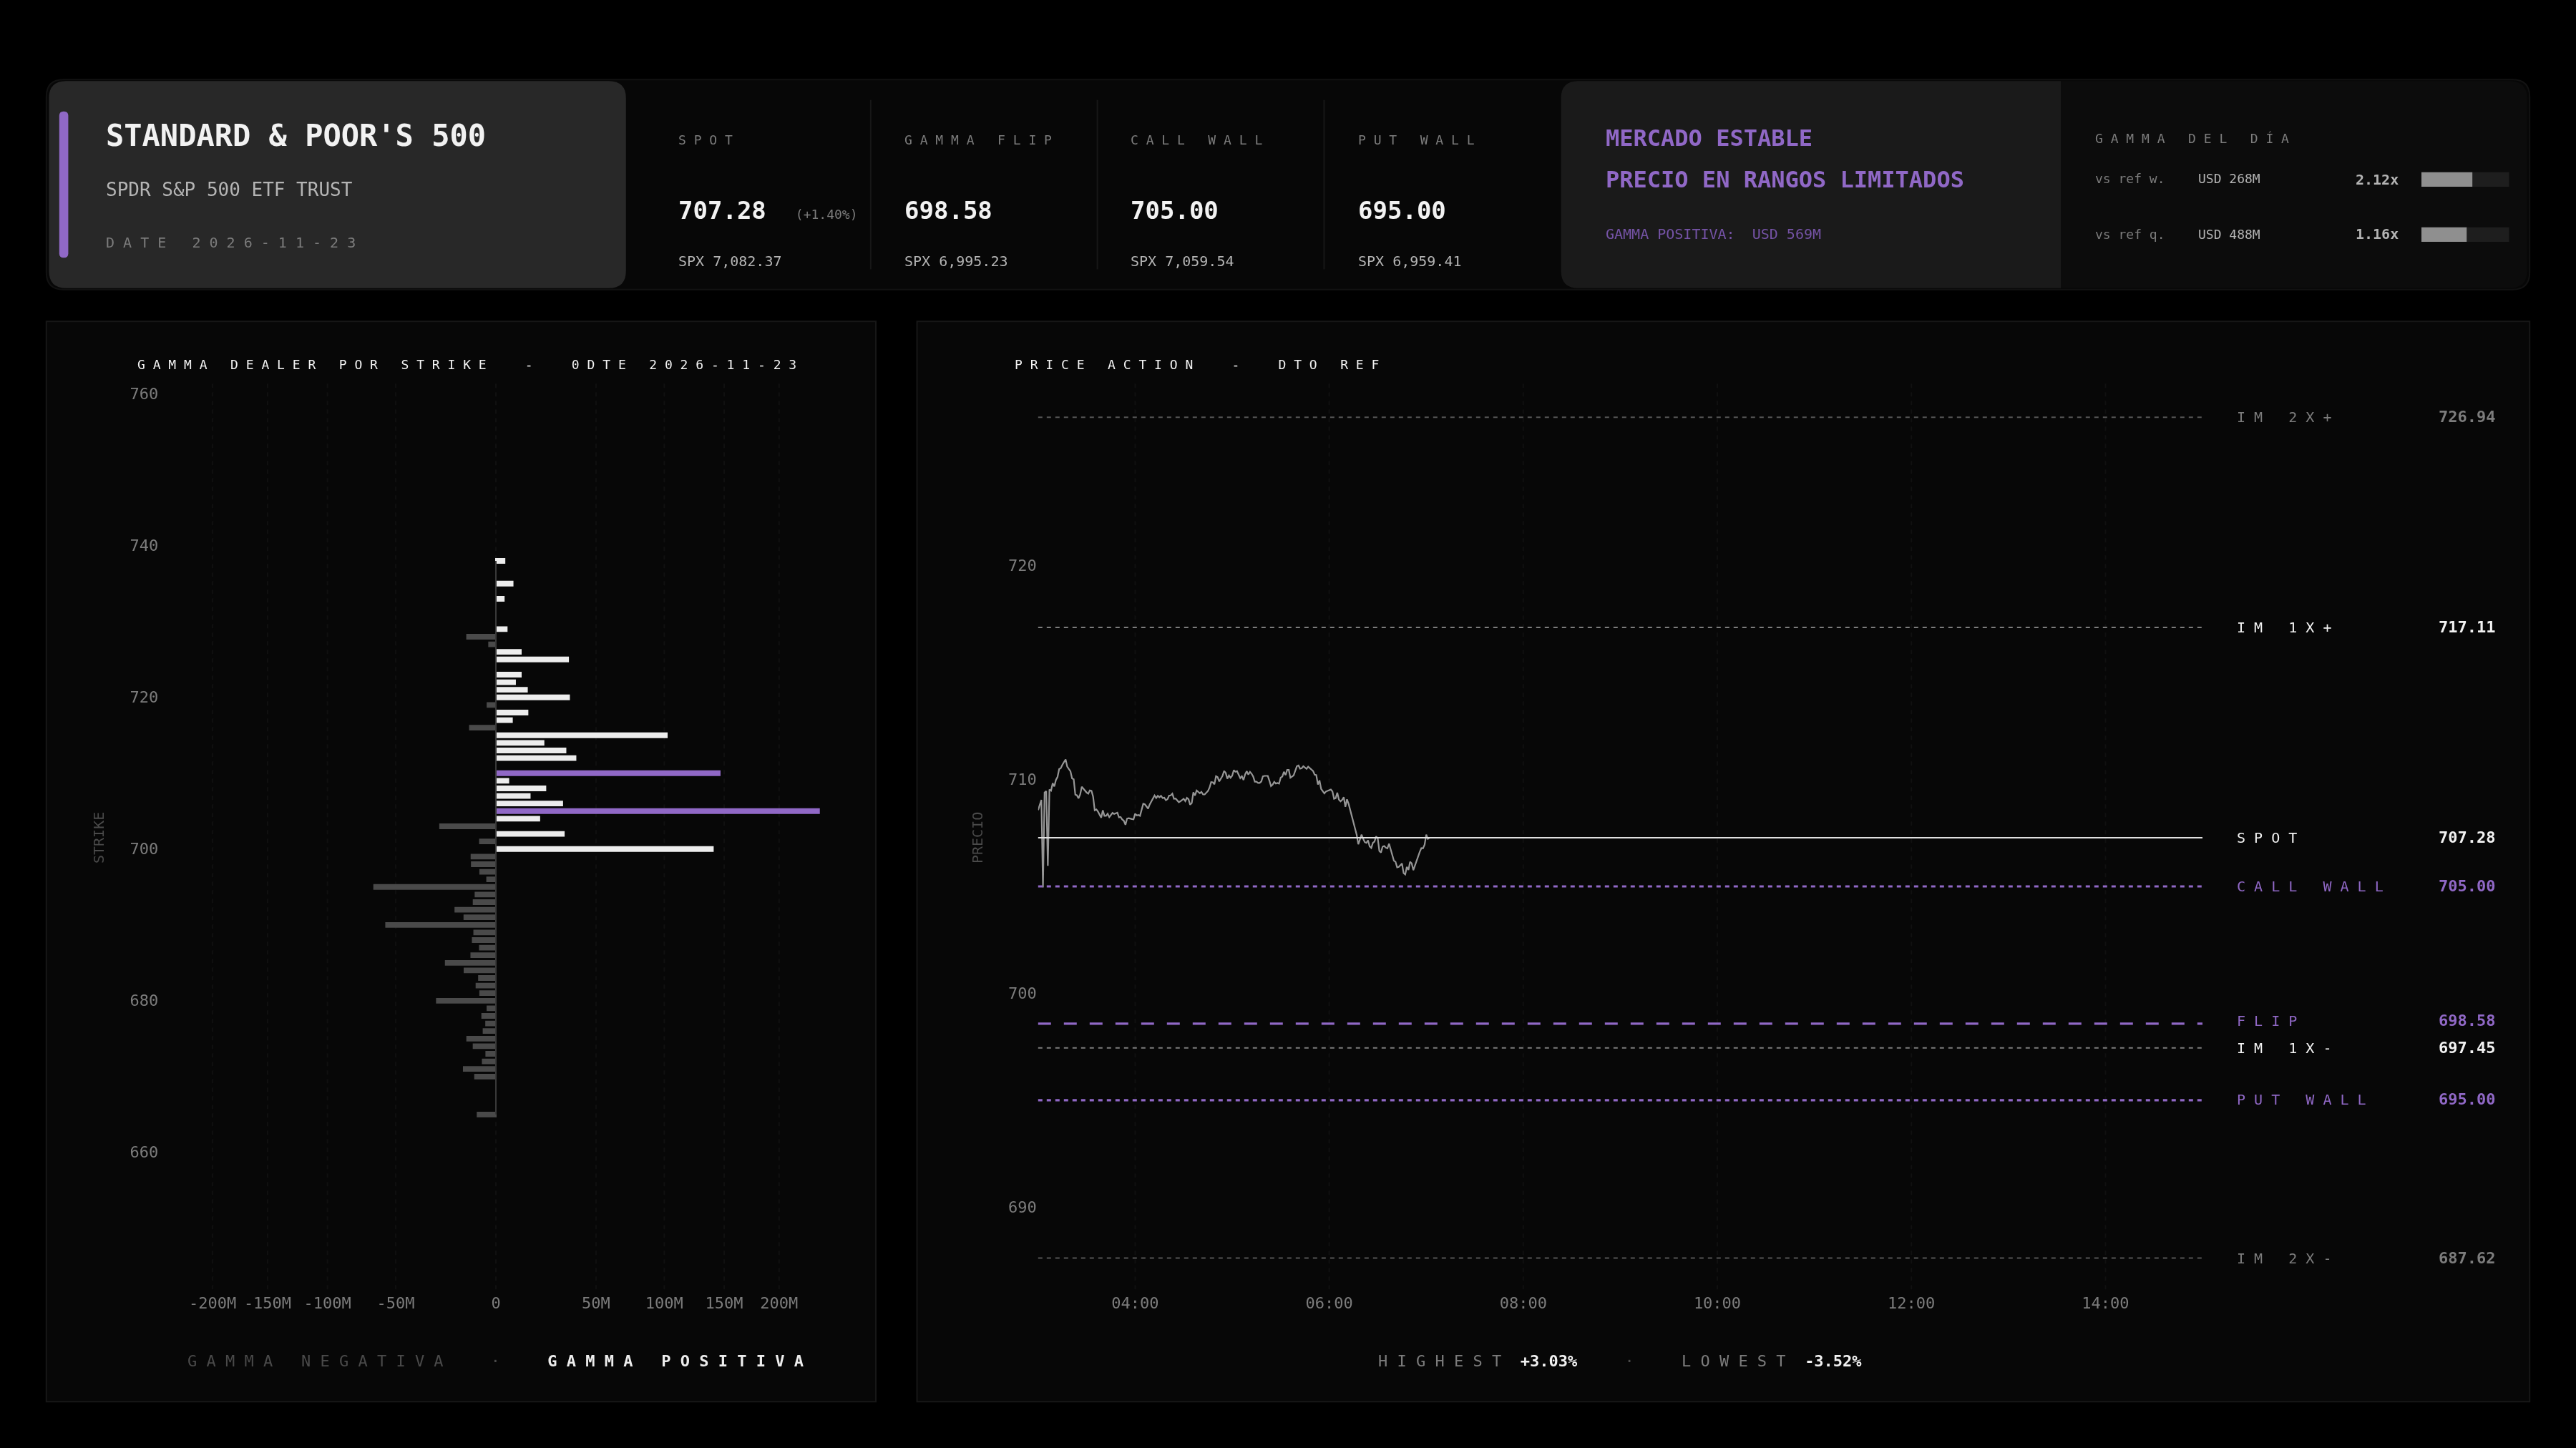 STANDARD & POOR'S 500
SPDR S&P 500 ETF TRUST
DATE 2026-11-23
SPOT
707.28 (+1.40%)
SPX 7,082.37
GAMMA FLIP
698.58
SPX 6,995.23
CALL WALL
705.00
SPX 7,059.54
PUT WALL
695.00
SPX 6,959.41
MERCADO ESTABLE
PRECIO EN RANGOS LIMITADOS
GAMMA POSITIVA: USD 569M
GAMMA DEL DÍA
vs ref w. USD 268M 2.12x
vs ref q. USD 488M 1.16x
GAMMA DEALER POR STRIKE - 0DTE 2026-11-23
760
740
720
700
680
660
STRIKE
-200M -150M -100M -50M 0 50M 100M 150M 200M
GAMMA NEGATIVA · GAMMA POSITIVA
PRICE ACTION - DTO REF
720
710
700
690
PRECIO
IM 2X+ 726.94
IM 1X+ 717.11
SPOT 707.28
CALL WALL 705.00
FLIP 698.58
IM 1X- 697.45
PUT WALL 695.00
IM 2X- 687.62
04:00 06:00 08:00 10:00 12:00 14:00
HIGHEST +3.03% · LOWEST -3.52%